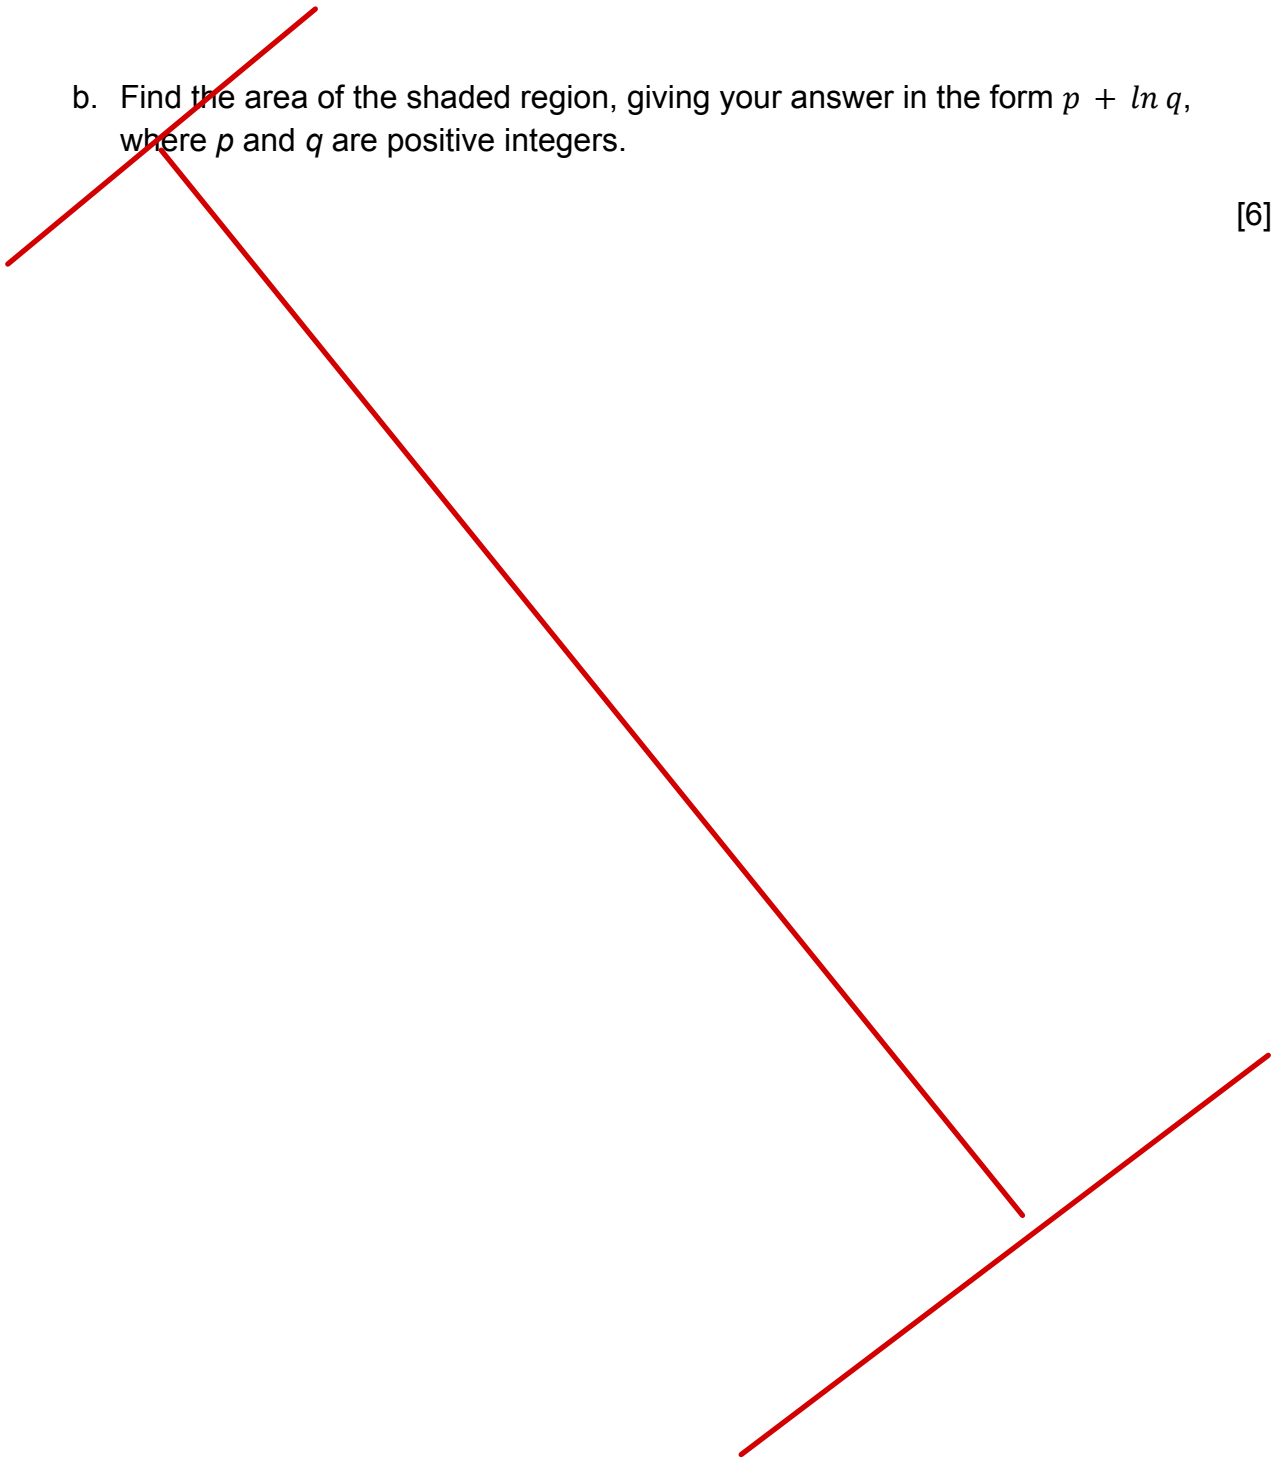 b. Find the area of the shaded region, giving your answer in the form p + ln q,
where p and q are positive integers.
[6]